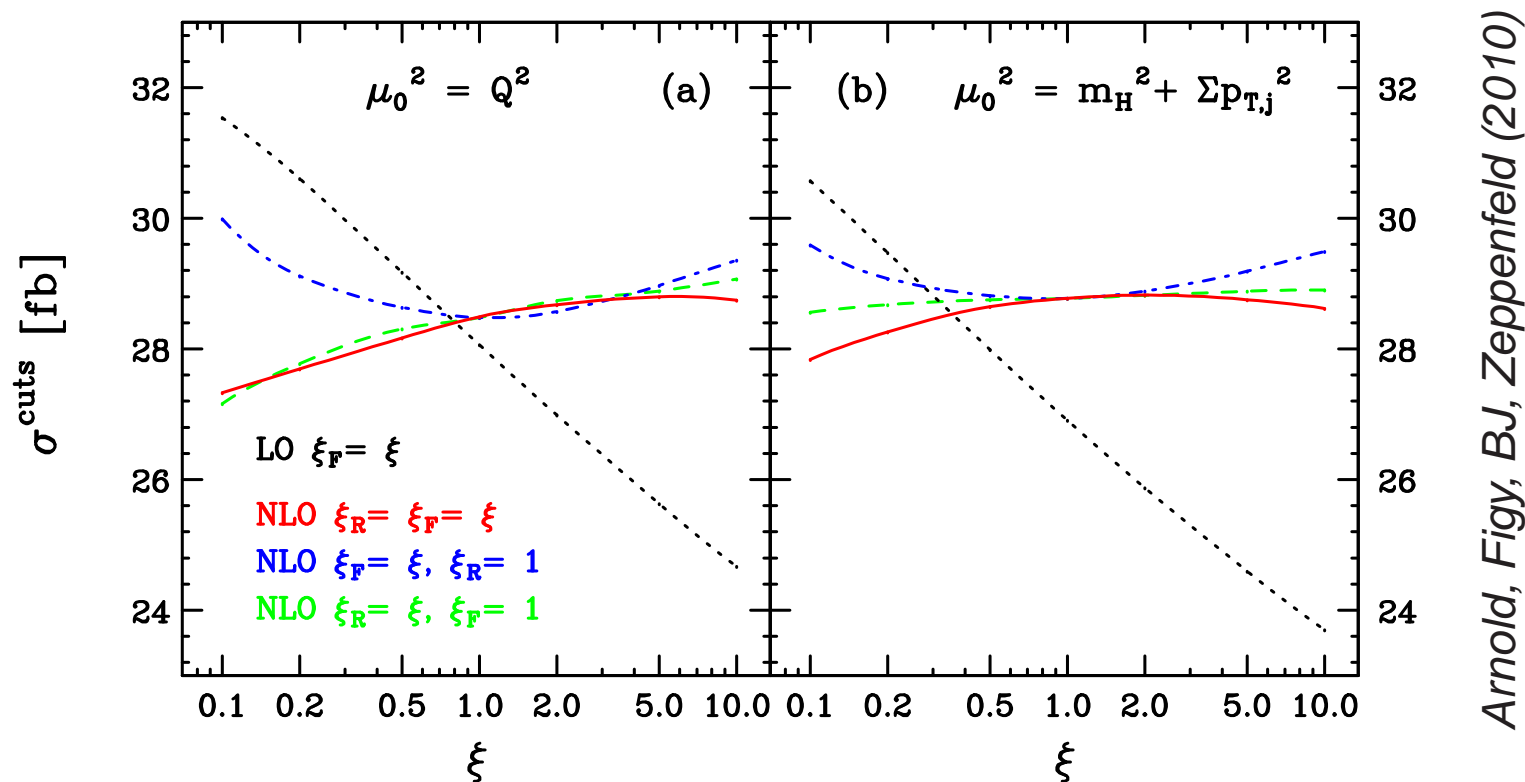 μ₀² = Q² (a)
(b) μ₀² = m_H² + Σp_T,j²
32
30
28
26
24
σ^cuts [fb]
LO ξ_F= ξ
NLO ξ_R= ξ_F= ξ
NLO ξ_F= ξ, ξ_R= 1
NLO ξ_R= ξ, ξ_F= 1
32
30
28
26
24
0.1 0.2 0.5 1.0 2.0 5.0 10.0
0.1 0.2 0.5 1.0 2.0 5.0 10.0
ξ
ξ
Arnold, Figy, BJ, Zeppenfeld (2010)